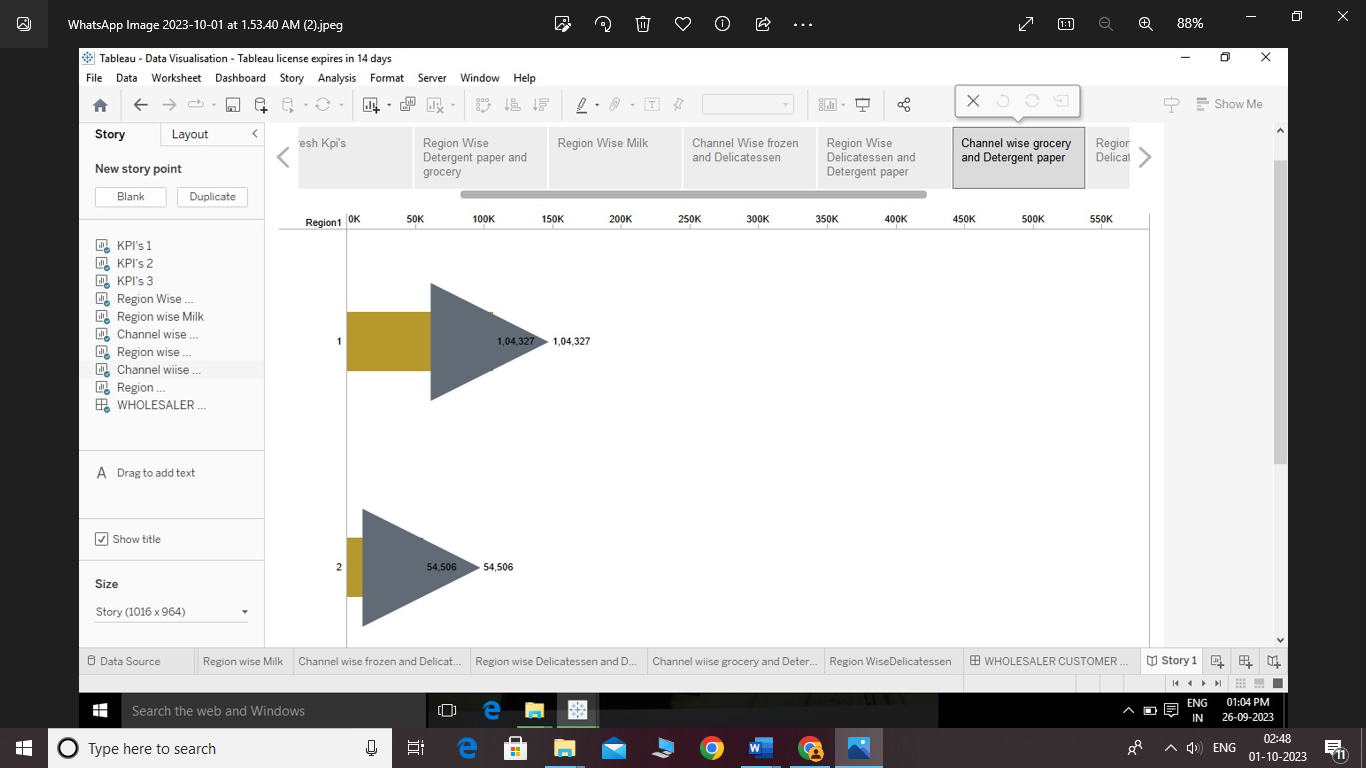 WhatsApp Image 2023-10-01 at 1.53.40 AM (2).jpeg
88%
Tableau - Data Visualisation - Tableau license expires in 14 days
File Data Worksheet Dashboard Story Analysis Format Server Window Help
Show Me
Story Layout
New story point
Blank Duplicate
KPI's 1
KPI's 2
KPI's 3
Region Wise ...
Region wise Milk
Channel wise ...
Region wise ...
Channel wiise ...
Region ...
WHOLESALER ...
A Drag to add text
Show title
Size
Story (1016 x 964)
resh Kpi's
Region Wise
Detergent paper and
grocery
Region Wise Milk
Channel Wise frozen
and Delicatessen
Region Wise
Delicatessen and
Detergent paper
Channel wise grocery
and Detergent paper
Region
Delicat
Region1 0K 50K 100K 150K 200K 250K 300K 350K 400K 450K 500K 550K
1 1,04,327 1,04,327
2 54,506 54,506
Data Source Region wise Milk Channel wise frozen and Delicat... Region wise Delicatessen and D... Channel wiise grocery and Deter... Region WiseDelicatessen WHOLESALER CUSTOMER ... Story 1
Search the web and Windows
ENG
IN
01:04 PM
26-09-2023
Type here to search
ENG
02:48
01-10-2023
11